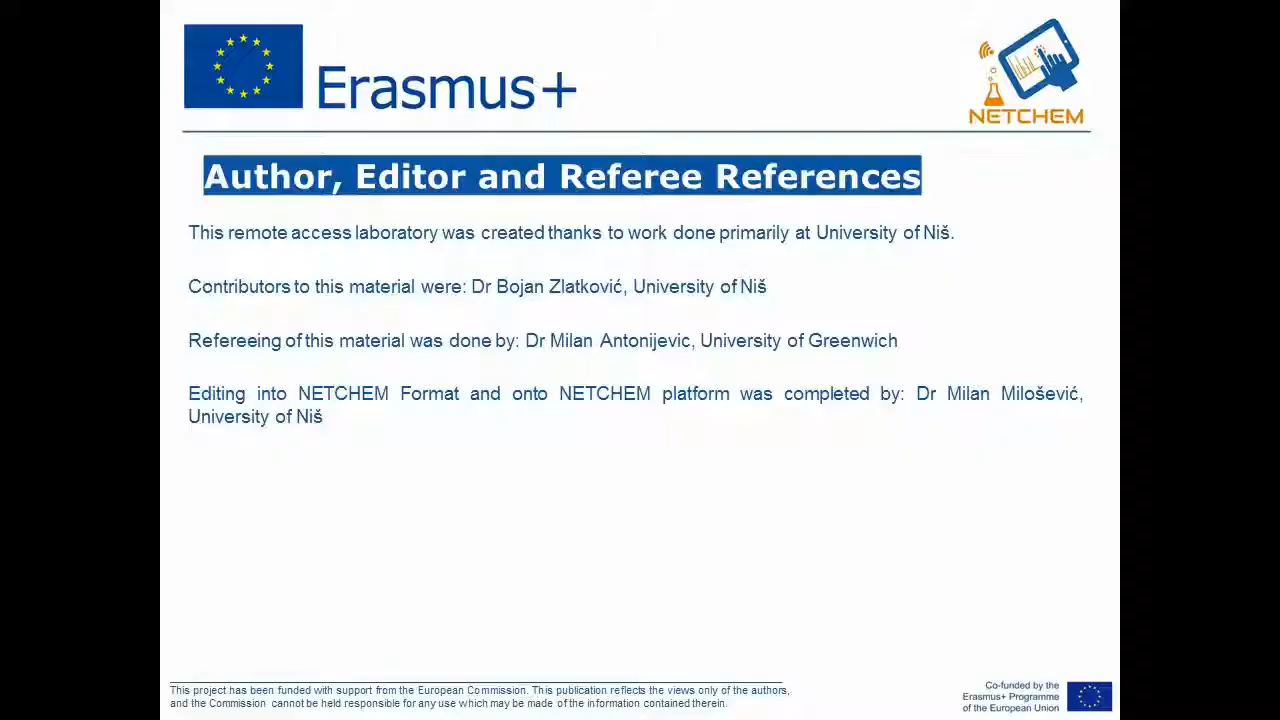 Erasmus+
NETCHEM
Author, Editor and Referee References
This remote access laboratory was created thanks to work done primarily at University of Niš.
Contributors to this material were: Dr Bojan Zlatković, University of Niš
Refereeing of this material was done by: Dr Milan Antonijevic, University of Greenwich
Editing into NETCHEM Format and onto NETCHEM platform was completed by: Dr Milan Milošević,
University of Niš
This project has been funded with support from the European Commission. This publication reflects the views only of the authors,
and the Commission cannot be held responsible for any use which may be made of the information contained therein.
Co-funded by the
Erasmus+ Programme
of the European Union